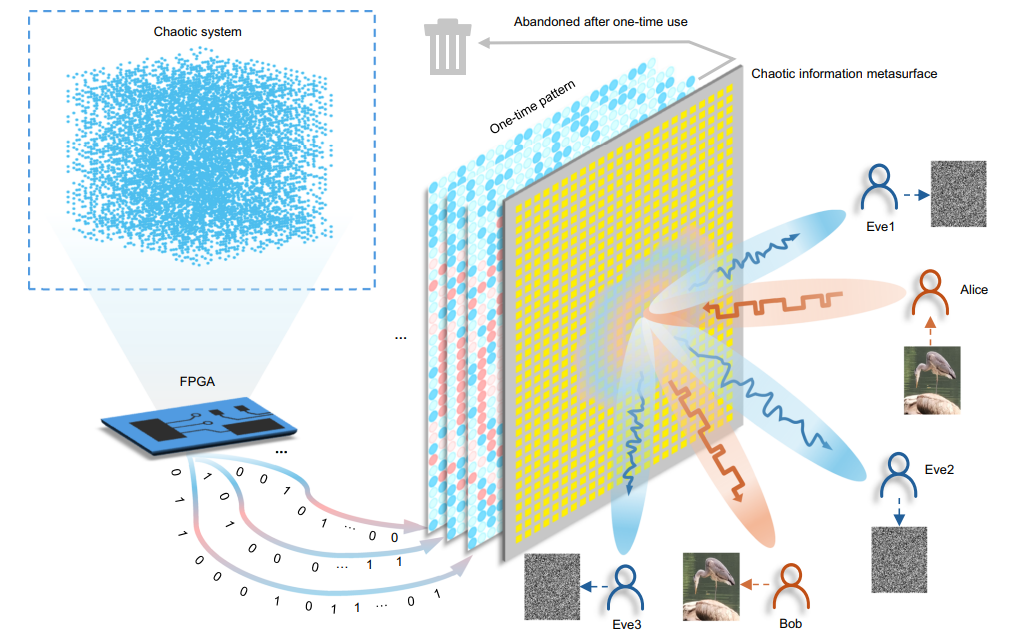 Chaotic system
Abandoned after one-time use
Chaotic information metasurface
One-time pattern
Eve1
Alice
...
FPGA
...
0 1 1 0 0 0 1 0 1 1 ... 0 1
1 0 1 0 0 0 ... 1 1
0 0 1 0 1 ... 0 0
Eve2
Eve3
Bob